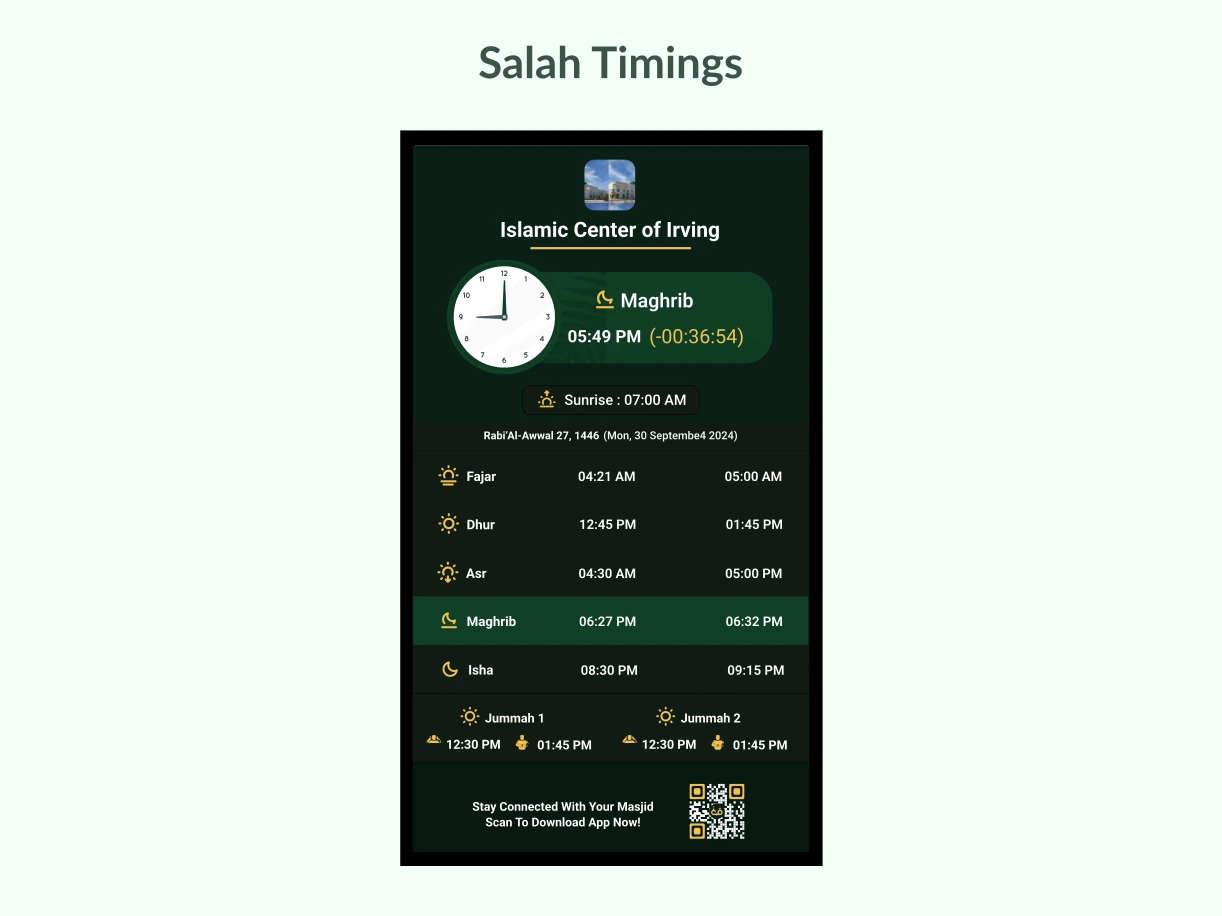 Salah Timings
Islamic Center of Irving
12
11 1
10 2
9 3
8 4
7 5
6
Maghrib
05:49 PM (-00:36:54)
Sunrise : 07:00 AM
Rabi'Al-Awwal 27, 1446 (Mon, 30 Septembe4 2024)
Fajar 04:21 AM 05:00 AM
Dhur 12:45 PM 01:45 PM
Asr 04:30 AM 05:00 PM
Maghrib 06:27 PM 06:32 PM
Isha 08:30 PM 09:15 PM
Jummah 1 Jummah 2
12:30 PM 01:45 PM 12:30 PM 01:45 PM
Stay Connected With Your Masjid
Scan To Download App Now!